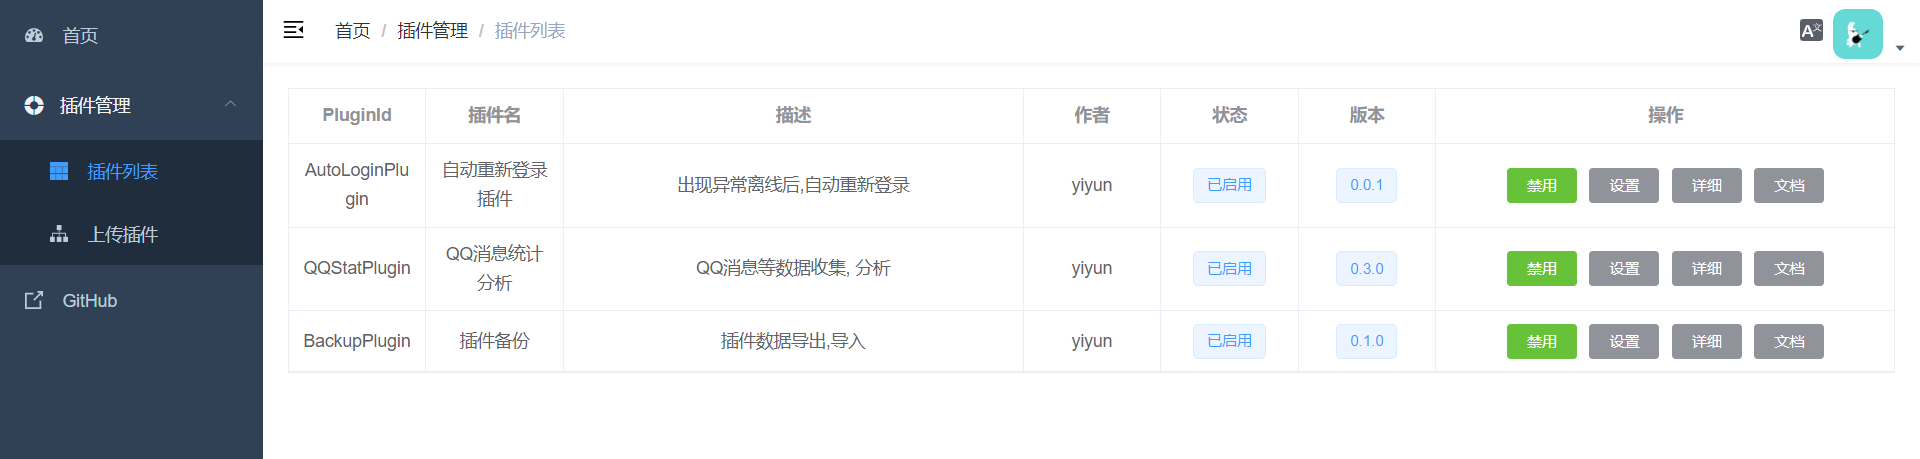 首页
插件管理
插件列表
上传插件
GitHub
首页 / 插件管理 / 插件列表
A文
PluginId 插件名 描述 作者 状态 版本 操作
AutoLoginPlu
gin
自动重新登录
插件
出现异常离线后,自动重新登录
yiyun
已启用
0.0.1
禁用 设置 详细 文档
QQStatPlugin
QQ消息统计
分析
QQ消息等数据收集, 分析
yiyun
已启用
0.3.0
禁用 设置 详细 文档
BackupPlugin
插件备份
插件数据导出,导入
yiyun
已启用
0.1.0
禁用 设置 详细 文档